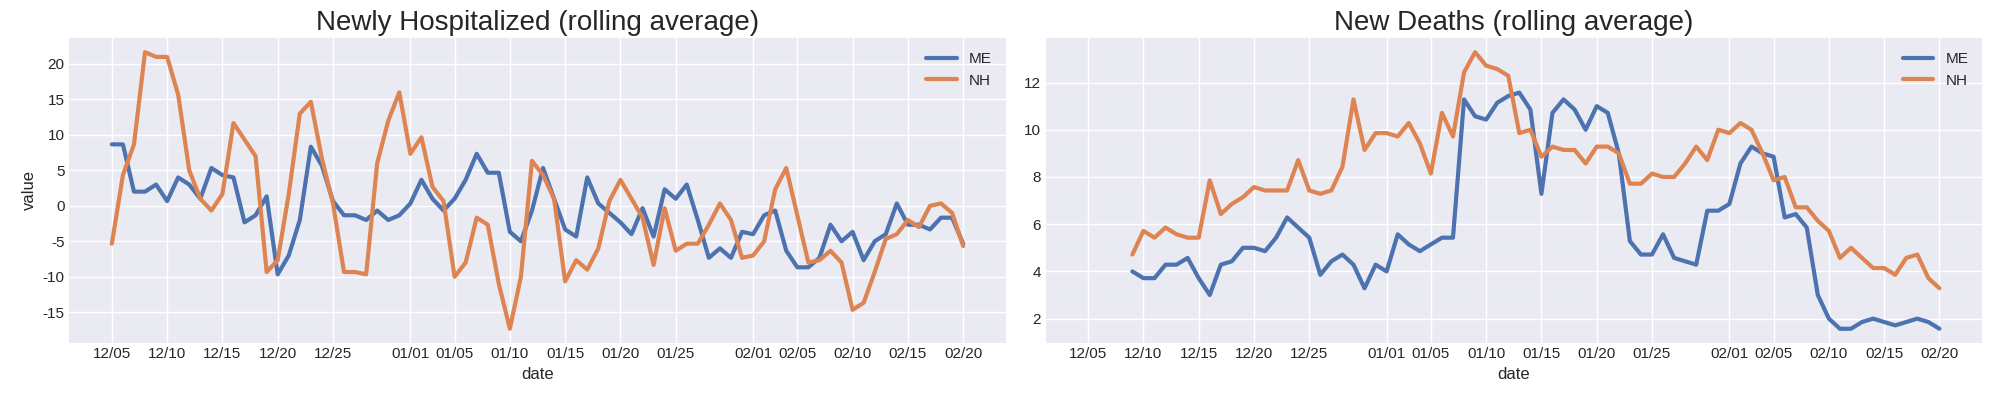 Newly Hospitalized (rolling average)
value
20
15
10
5
0
-5
-10
-15
ME
NH
12/05 12/10 12/15 12/20 12/25 01/01 01/05 01/10 01/15 01/20 01/25 02/01 02/05 02/10 02/15 02/20
date
New Deaths (rolling average)
12
10
8
6
4
2
ME
NH
12/05 12/10 12/15 12/20 12/25 01/01 01/05 01/10 01/15 01/20 01/25 02/01 02/05 02/10 02/15 02/20
date